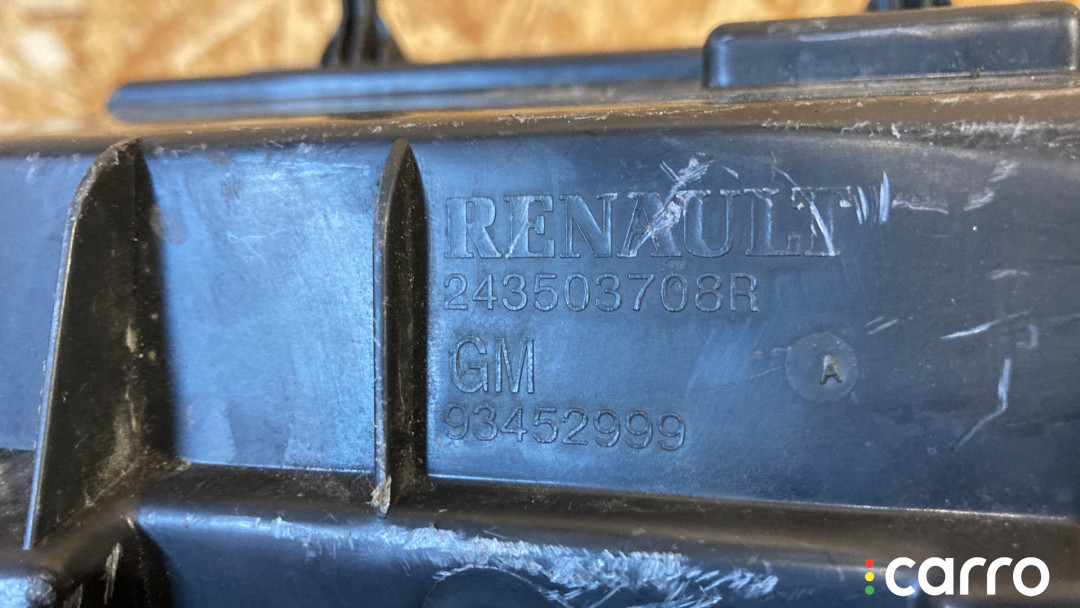 RENAULT
243503708R
GM
A
93452999
carro